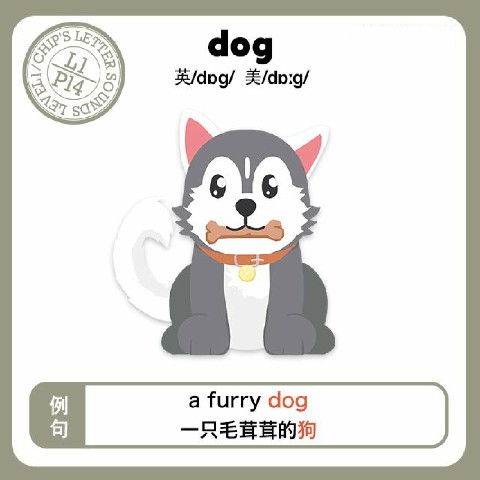 dog
英/dɒg/ 美/dɒ:g/
CHIP'S LETTER SOUNDS LEVEL1/
L1
P14
例句
a furry dog
一只毛茸茸的狗